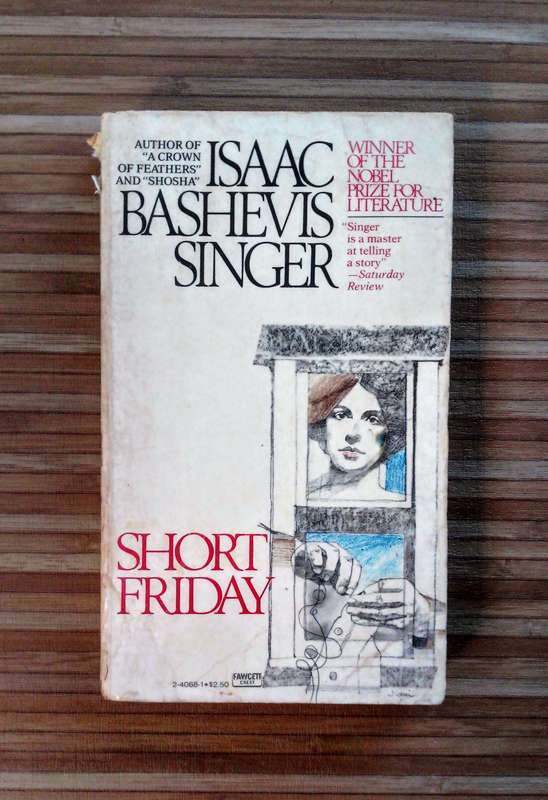 AUTHOR OF
"A CROWN
OF FEATHERS"
AND "SHOSHA"
ISAAC
BASHEVIS
SINGER
WINNER
OF THE
NOBEL
PRIZE FOR
LITERATURE
"Singer
is a master
at telling
a story"
—Saturday
Review
SHORT
FRIDAY
2-4068-1•$2.50
FAWCETT
CREST